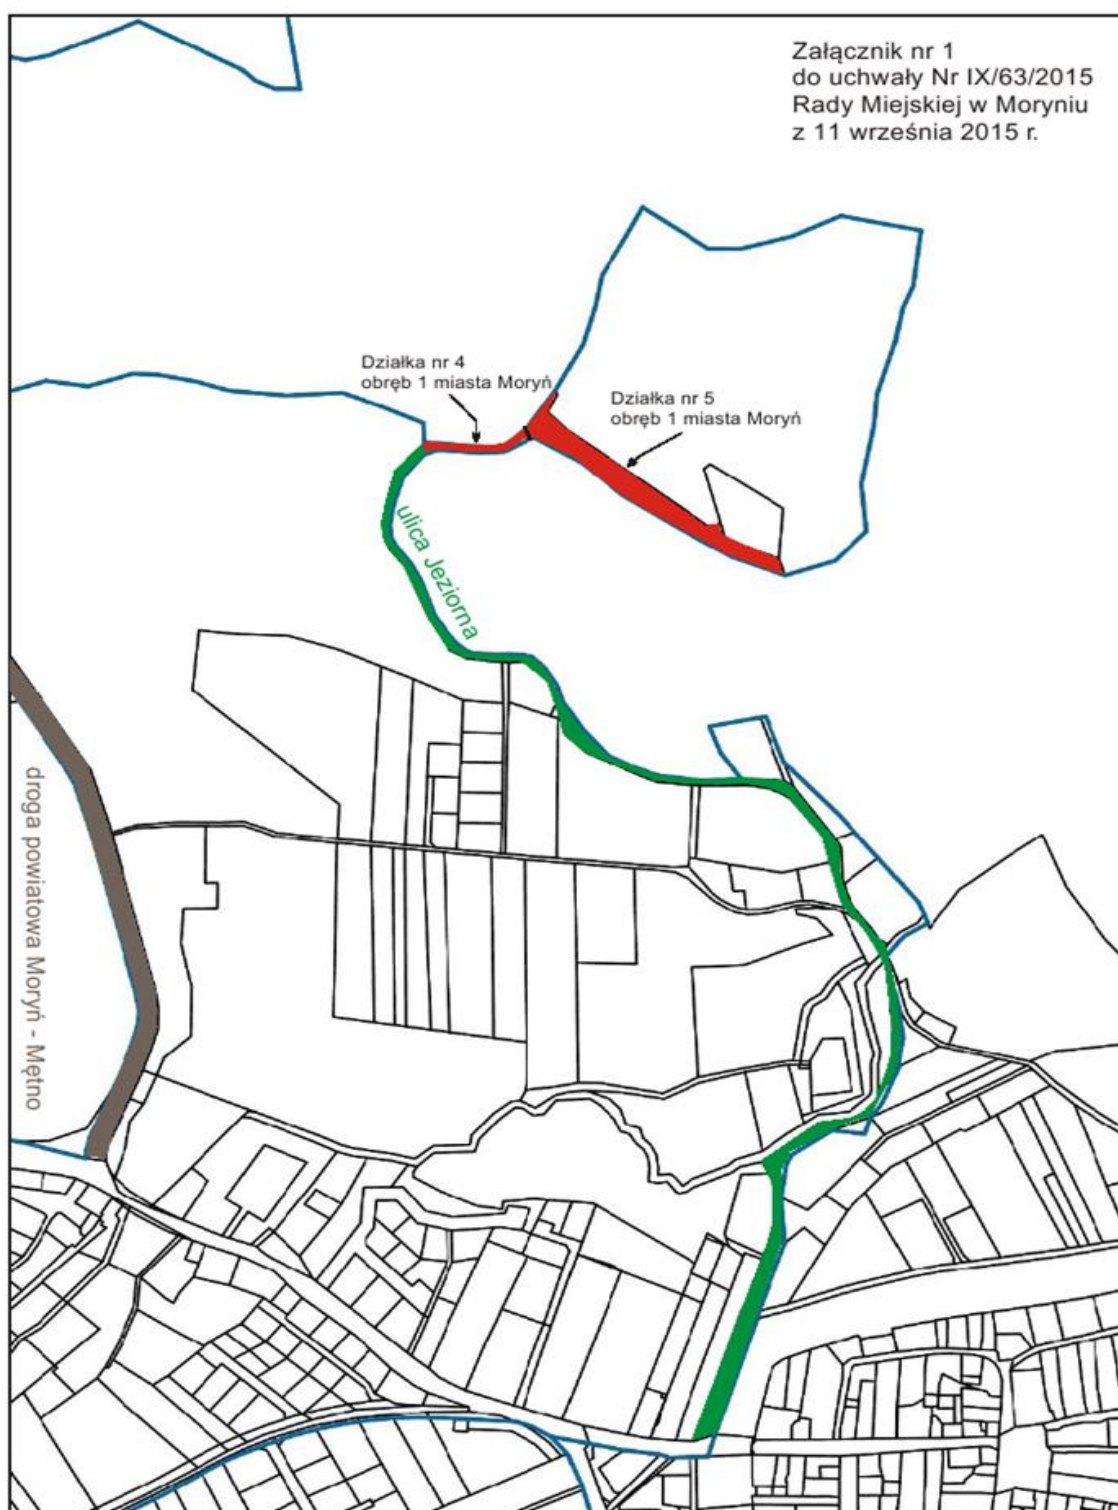 Załącznik nr 1
do uchwały Nr IX/63/2015
Rady Miejskiej w Moryniu
z 11 września 2015 r.
Działka nr 4
obręb 1 miasta Moryń
Działka nr 5
obręb 1 miasta Moryń
ulica Jeziorna
droga powiatowa Moryń - Mętno